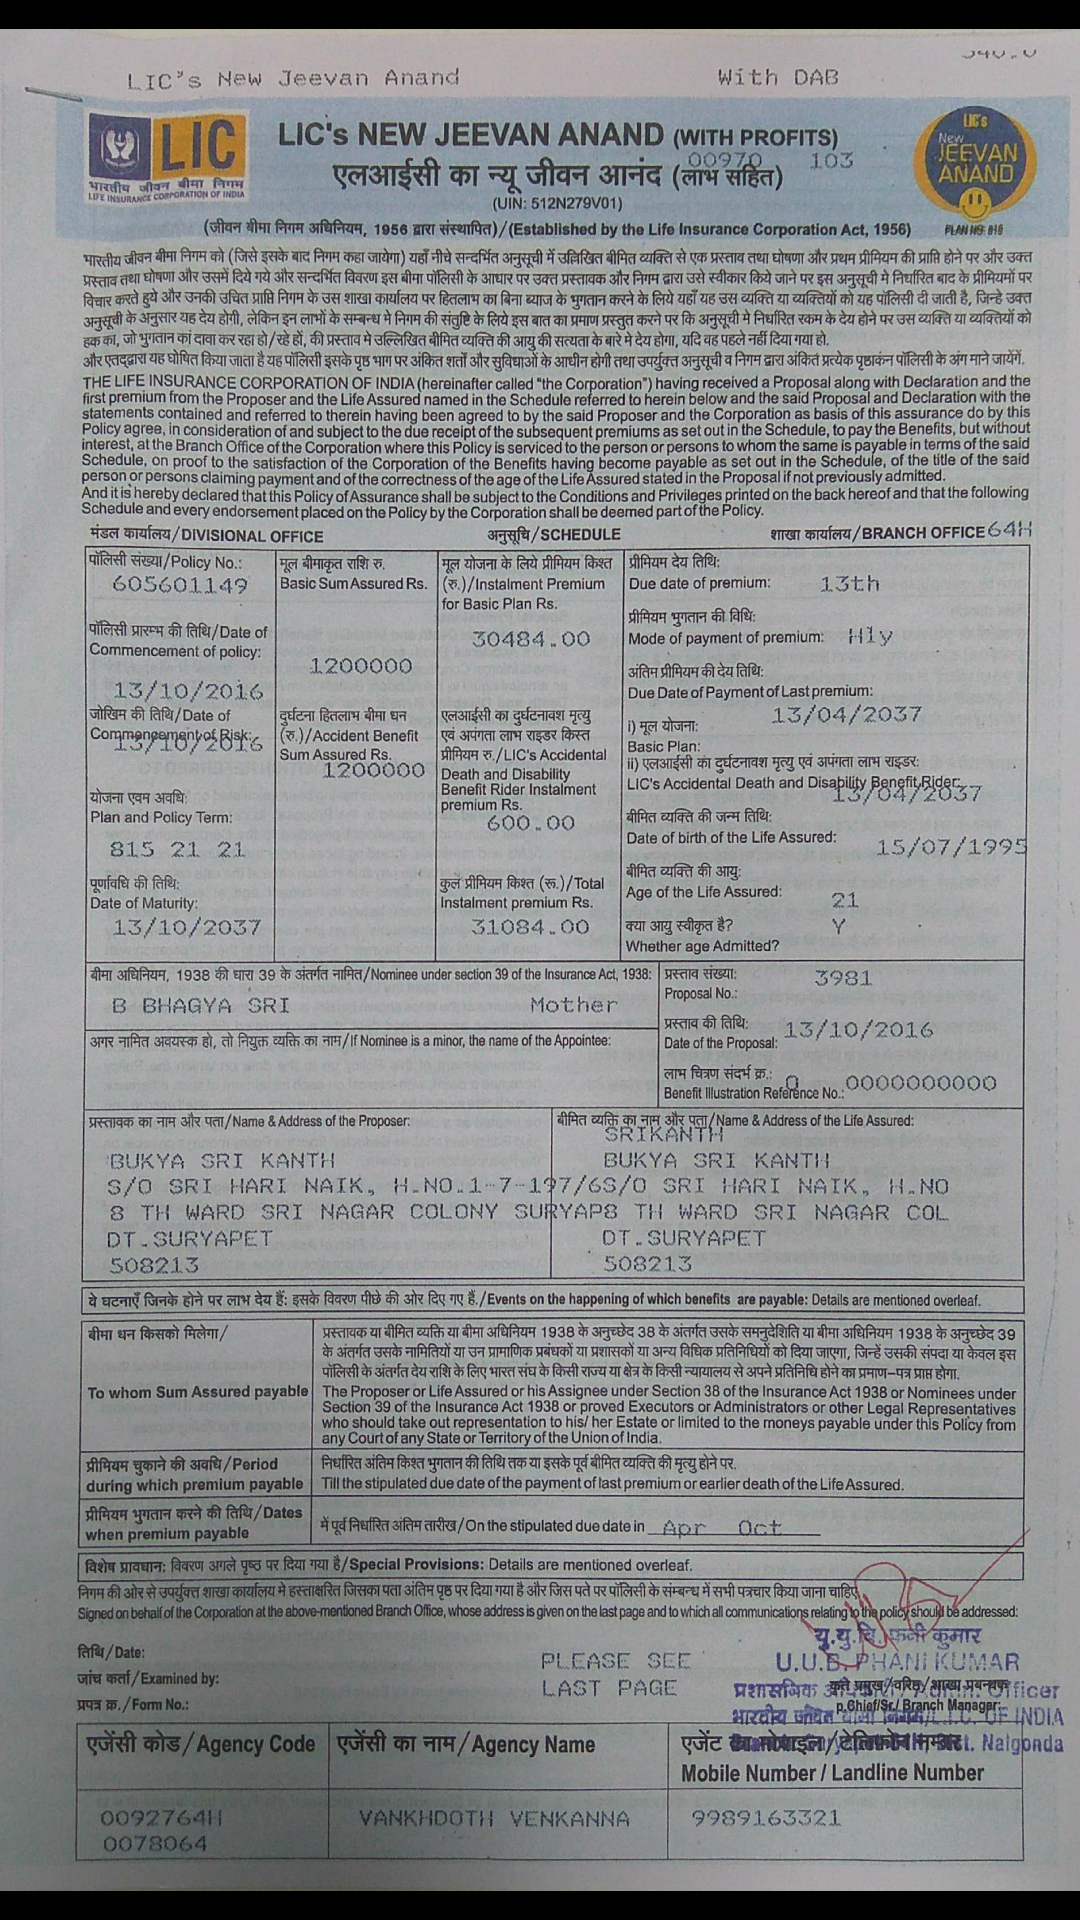 LIC's New Jeevan Anand With DAB
LIC
भारतीय जीवन बीमा निगम
LIFE INSURANCE CORPORATION OF INDIA
LIC's NEW JEEVAN ANAND (WITH PROFITS)
00970 103
एलआईसी का न्यू जीवन आनंद (लाभ सहित)
(UIN: 512N279V01)
(जीवन बीमा निगम अधिनियम, 1956 द्वारा संस्थापित)/(Established by the Life Insurance Corporation Act, 1956)
LIC's
New
JEEVAN
ANAND
भारतीय जीवन बीमा निगम को (जिसे इसके बाद निगम कहा जायेगा) यहाँ नीचे सन्दर्भित अनुसूची में उलिखित बीमित व्यक्ति से एक प्रस्ताव तथा घोषणा और प्रथम प्रीमियम की प्राप्ति होने पर और उक्त
प्रस्ताव तथा घोषणा और उसमें दिये गये और सन्दर्भित विवरण इस बीमा पॉलिसी के आधार पर उक्त प्रस्तावक और निगम द्वारा उसे स्वीकार किये जाने पर इस अनुसूची मे निर्धारित बाद के प्रीमियमों पर
विचार करते हुये और उनकी उचित प्राप्ति निगम के उस शाखा कार्यालय पर हितलाभ का बिना ब्याज के भुगतान करने के लिये यहाँ यह उस व्यक्ति या व्यक्तियों को यह पॉलिसी दी जाती है, जिन्हे उक्त
अनुसूची के अनुसार यह देय होगी, लेकिन इन लाभों के सम्बन्ध मे निगम की संतुष्टि के लिये इस बात का प्रमाण प्रस्तुत करने पर कि अनुसूची मे निर्धारित रकम के देय होने पर उस व्यक्ति या व्यक्तियों को
हक का, जो भुगतान का दावा कर रहा हो/रहे हों, की प्रस्ताव मे उल्लिखित बीमित व्यक्ति की आयु की सत्यता के बारे मे देय होगा, यदि वह पहले नहीं दिया गया हो.
और एतद्द्वारा यह घोषित किया जाता है यह पॉलिसी इसके पृष्ठ भाग पर अंकित शर्तों और सुविधाओं के आधीन होगी तथा उपर्युक्त अनुसूची व निगम द्वारा अंकित प्रत्येक पृष्ठांकन पॉलिसी के अंग माने जायेंगें.
THE LIFE INSURANCE CORPORATION OF INDIA (hereinafter called "the Corporation") having received a Proposal along with Declaration and the
first premium from the Proposer and the Life Assured named in the Schedule referred to herein below and the said Proposal and Declaration with the
statements contained and referred to therein having been agreed to by the said Proposer and the Corporation as basis of this assurance do by this
Policy agree, in consideration of and subject to the due receipt of the subsequent premiums as set out in the Schedule, to pay the Benefits, but without
interest, at the Branch Office of the Corporation where this Policy is serviced to the person or persons to whom the same is payable in terms of the said
Schedule, on proof to the satisfaction of the Corporation of the Benefits having become payable as set out in the Schedule, of the title of the said
person or persons claiming payment and of the correctness of the age of the Life Assured stated in the Proposal if not previously admitted.
And it is hereby declared that this Policy of Assurance shall be subject to the Conditions and Privileges printed on the back hereof and that the following
Schedule and every endorsement placed on the Policy by the Corporation shall be deemed part of the Policy.
मंडल कार्यालय/DIVISIONAL OFFICE अनुसूचि/SCHEDULE शाखा कार्यालय/BRANCH OFFICE 64H
पॉलिसी संख्या/Policy No.:
605601149
पॉलिसी प्रारम्भ की तिथि/Date of
Commencement of policy:
13/10/2016
जोखिम की तिथि/Date of
Commencement of Risk:
13/10/2016
योजना एवम अवधि:
Plan and Policy Term:
815 21 21
पूर्णावधि की तिथि:
Date of Maturity:
13/10/2037
मूल बीमाकृत राशि रु.
Basic Sum Assured Rs.
1200000
दुर्घटना हितलाभ बीमा धन
(रु.)/Accident Benefit
Sum Assured Rs.
1200000
मूल योजना के लिये प्रीमियम किश्त
(रु.)/Instalment Premium
for Basic Plan Rs.
30484.00
एलआईसी का दुर्घटनावश मृत्यु
एवं अपंगता लाभ राइडर किस्त
प्रीमियम रु./LIC's Accidental
Death and Disability
Benefit Rider Instalment
premium Rs.
600.00
कुल प्रीमियम किश्त (रू.)/Total
Instalment premium Rs.
31084.00
प्रीमियम देय तिथि:
Due date of premium: 13th
प्रीमियम भुगतान की विधि:
Mode of payment of premium: Hly
अंतिम प्रीमियम की देय तिथि:
Due Date of Payment of Last premium:
13/04/2037
i) मूल योजना:
Basic Plan:
ii) एलआईसी का दुर्घटनावश मृत्यु एवं अपंगता लाभ राइडर:
LIC's Accidental Death and Disability Benefit Rider:
13/04/2037
बीमित व्यक्ति की जन्म तिथि:
Date of birth of the Life Assured: 15/07/1995
बीमित व्यक्ति की आयु:
Age of the Life Assured: 21
क्या आयु स्वीकृत है? Y
Whether age Admitted?
बीमा अधिनियम, 1938 की धारा 39 के अंतर्गत नामित/Nominee under section 39 of the Insurance Act, 1938:
B BHAGYA SRI Mother
अगर नामित अवयस्क हो, तो नियुक्त व्यक्ति का नाम/If Nominee is a minor, the name of the Appointee:
प्रस्ताव संख्या: 3981
Proposal No.:
प्रस्ताव की तिथि: 13/10/2016
Date of the Proposal:
लाभ चित्रण संदर्भ क्र.:
Benefit Illustration Reference No.: 0 .0000000000
प्रस्तावक का नाम और पता/Name & Address of the Proposer:
BUKYA SRI KANTH
S/O SRI HARI NAIK, H.NO.1-7-197/6
8 TH WARD SRI NAGAR COLONY SURYAP
DT.SURYAPET
508213
बीमित व्यक्ति का नाम और पता/Name & Address of the Life Assured:
SRIKANTH
BUKYA SRI KANTH
S/O SRI HARI NAIK, H.NO
8 TH WARD SRI NAGAR COL
DT.SURYAPET
508213
वे घटनाएँ जिनके होने पर लाभ देय हैं: इसके विवरण पीछे की ओर दिए गए हैं./Events on the happening of which benefits are payable: Details are mentioned overleaf.
बीमा धन किसको मिलेगा/
To whom Sum Assured payable
प्रस्तावक या बीमित व्यक्ति या बीमा अधिनियम 1938 के अनुच्छेद 38 के अंतर्गत उसके समनुदेशिति या बीमा अधिनियम 1938 के अनुच्छेद 39
के अंतर्गत उसके नामितियों या उन प्रामाणिक प्रबंधकों या प्रशासकों या अन्य विधिक प्रतिनिधियों को दिया जाएगा, जिन्हें उसकी संपदा या केवल इस
पॉलिसी के अंतर्गत देय राशि के लिए भारत संघ के किसी राज्य या क्षेत्र के किसी न्यायालय से अपने प्रतिनिधि होने का प्रमाण-पत्र प्राप्त होगा.
The Proposer or Life Assured or his Assignee under Section 38 of the Insurance Act 1938 or Nominees under
Section 39 of the Insurance Act 1938 or proved Executors or Administrators or other Legal Representatives
who should take out representation to his/ her Estate or limited to the moneys payable under this Policy from
any Court of any State or Territory of the Union of India.
प्रीमियम चुकाने की अवधि/Period
during which premium payable
निर्धारित अंतिम किश्त भुगतान की तिथि तक या इसके पूर्व बीमित व्यक्ति की मृत्यु होने पर.
Till the stipulated due date of the payment of last premium or earlier death of the Life Assured.
प्रीमियम भुगतान करने की तिथि/Dates
when premium payable
में पूर्व निर्धारित अंतिम तारीख/On the stipulated due date in Apr Oct
विशेष प्रावधान: विवरण अगले पृष्ठ पर दिया गया है/Special Provisions: Details are mentioned overleaf.
निगम की ओर से उपर्युक्त शाखा कार्यालय मे हस्ताक्षरित जिसका पता अंतिम पृष्ठ पर दिया गया है और जिस पते पर पॉलिसी के सम्बन्ध में सभी पत्रचार किया जाना चाहिए
Signed on behalf of the Corporation at the above-mentioned Branch Office, whose address is given on the last page and to which all communications relating to the policy should be addressed:
तिथि/Date:
जांच कर्ता/Examined by:
प्रपत्र क्र./Form No.:
PLEASE SEE
LAST PAGE
यु.यु.बि. फनी कुमार
U.U.B. PHANI KUMAR
p.Chief/Sr./ Branch Manager:
L.I.C. OF INDIA
Nalgonda
एजेंसी कोड/Agency Code
0092764H
0078064
एजेंसी का नाम/Agency Name
VANKHDOTH VENKANNA
एजेंट का मोबाइल/टेलिफोन नम्बर
Mobile Number / Landline Number
9989163321